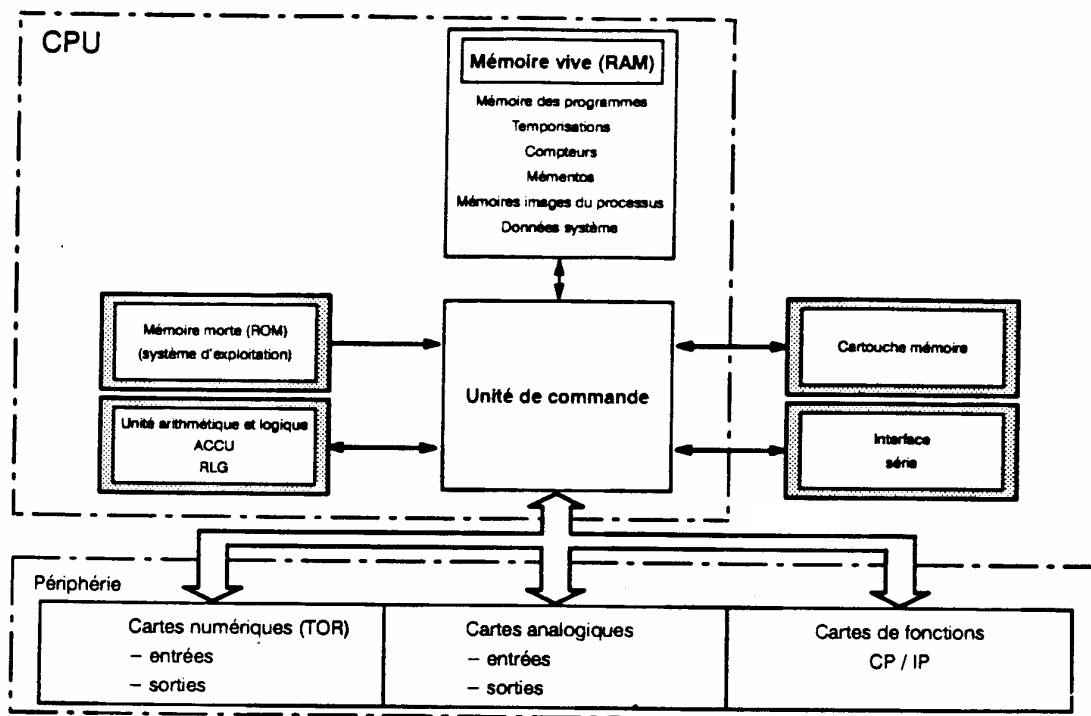 CPU
Mémoire vive (RAM)
Mémoire des programmes
Temporisations
Compteurs
Mémentos
Mémoires images du processus
Données système
Mémoire morte (ROM)
(système d'exploitation)
Unité arithmétique et logique
ACCU
RLG
Unité de commande
Cartouche mémoire
Interface
série
Périphérie
Cartes numériques (TOR)
– entrées
– sorties
Cartes analogiques
– entrées
– sorties
Cartes de fonctions
CP / IP